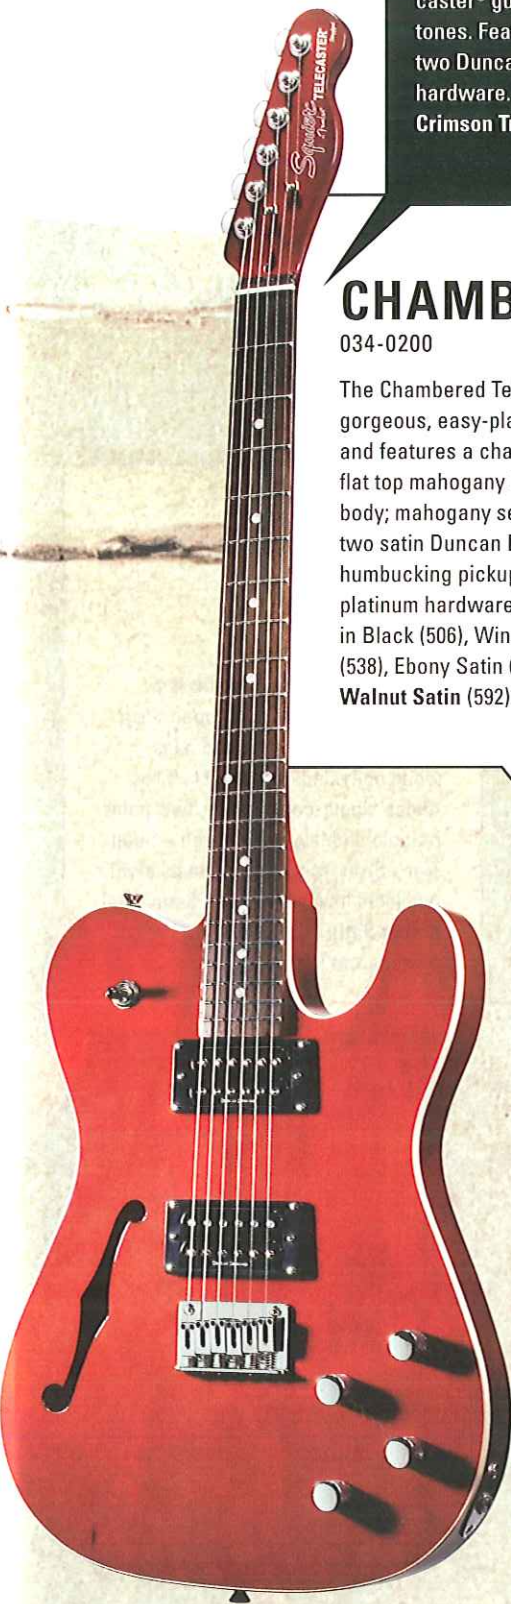 caster® gu
tones. Fea
two Dunca
hardware.
Crimson Tr
Squier
TELECASTER
CHAMB
034-0200
The Chambered Te
gorgeous, easy-pla
and features a cha
flat top mahogany
body; mahogany se
two satin Duncan
humbucking pickup
platinum hardware
in Black (506), Win
(538), Ebony Satin (
Walnut Satin (592)